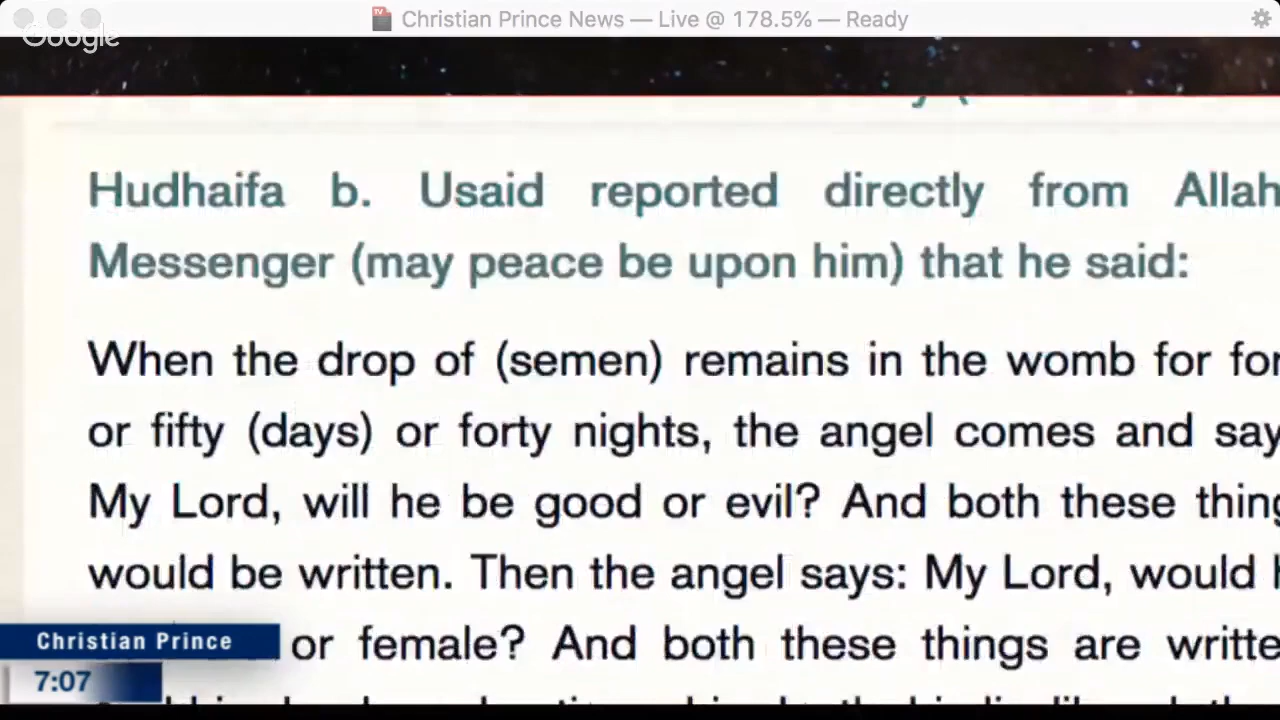 Christian Prince News — Live @ 178.5% — Ready
Google
Hudhaifa b. Usaid reported directly from Allah
Messenger (may peace be upon him) that he said:
When the drop of (semen) remains in the womb for for
or fifty (days) or forty nights, the angel comes and say
My Lord, will he be good or evil? And both these thing
would be written. Then the angel says: My Lord, would h
or female? And both these things are writte
Christian Prince
7:07